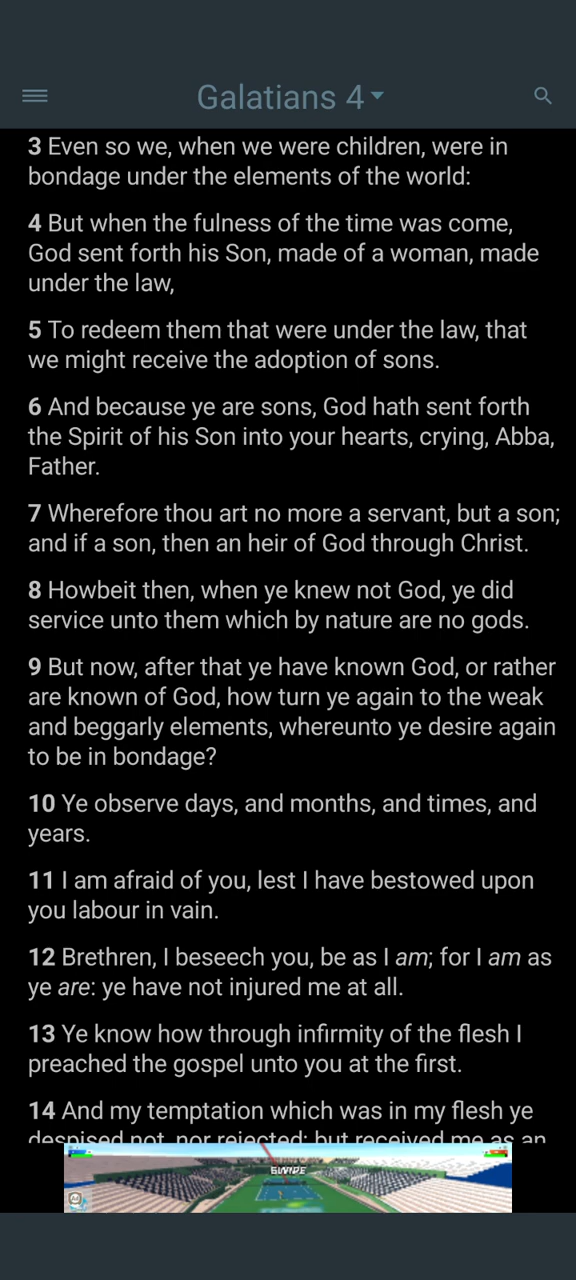 Galatians 4
3 Even so we, when we were children, were in
bondage under the elements of the world:
4 But when the fulness of the time was come,
God sent forth his Son, made of a woman, made
under the law,
5 To redeem them that were under the law, that
we might receive the adoption of sons.
6 And because ye are sons, God hath sent forth
the Spirit of his Son into your hearts, crying, Abba,
Father.
7 Wherefore thou art no more a servant, but a son;
and if a son, then an heir of God through Christ.
8 Howbeit then, when ye knew not God, ye did
service unto them which by nature are no gods.
9 But now, after that ye have known God, or rather
are known of God, how turn ye again to the weak
and beggarly elements, whereunto ye desire again
to be in bondage?
10 Ye observe days, and months, and times, and
years.
11 I am afraid of you, lest I have bestowed upon
you labour in vain.
12 Brethren, I beseech you, be as I am; for I am as
ye are: ye have not injured me at all.
13 Ye know how through infirmity of the flesh I
preached the gospel unto you at the first.
14 And my temptation which was in my flesh ye
despised not, nor rejected; but received me as an